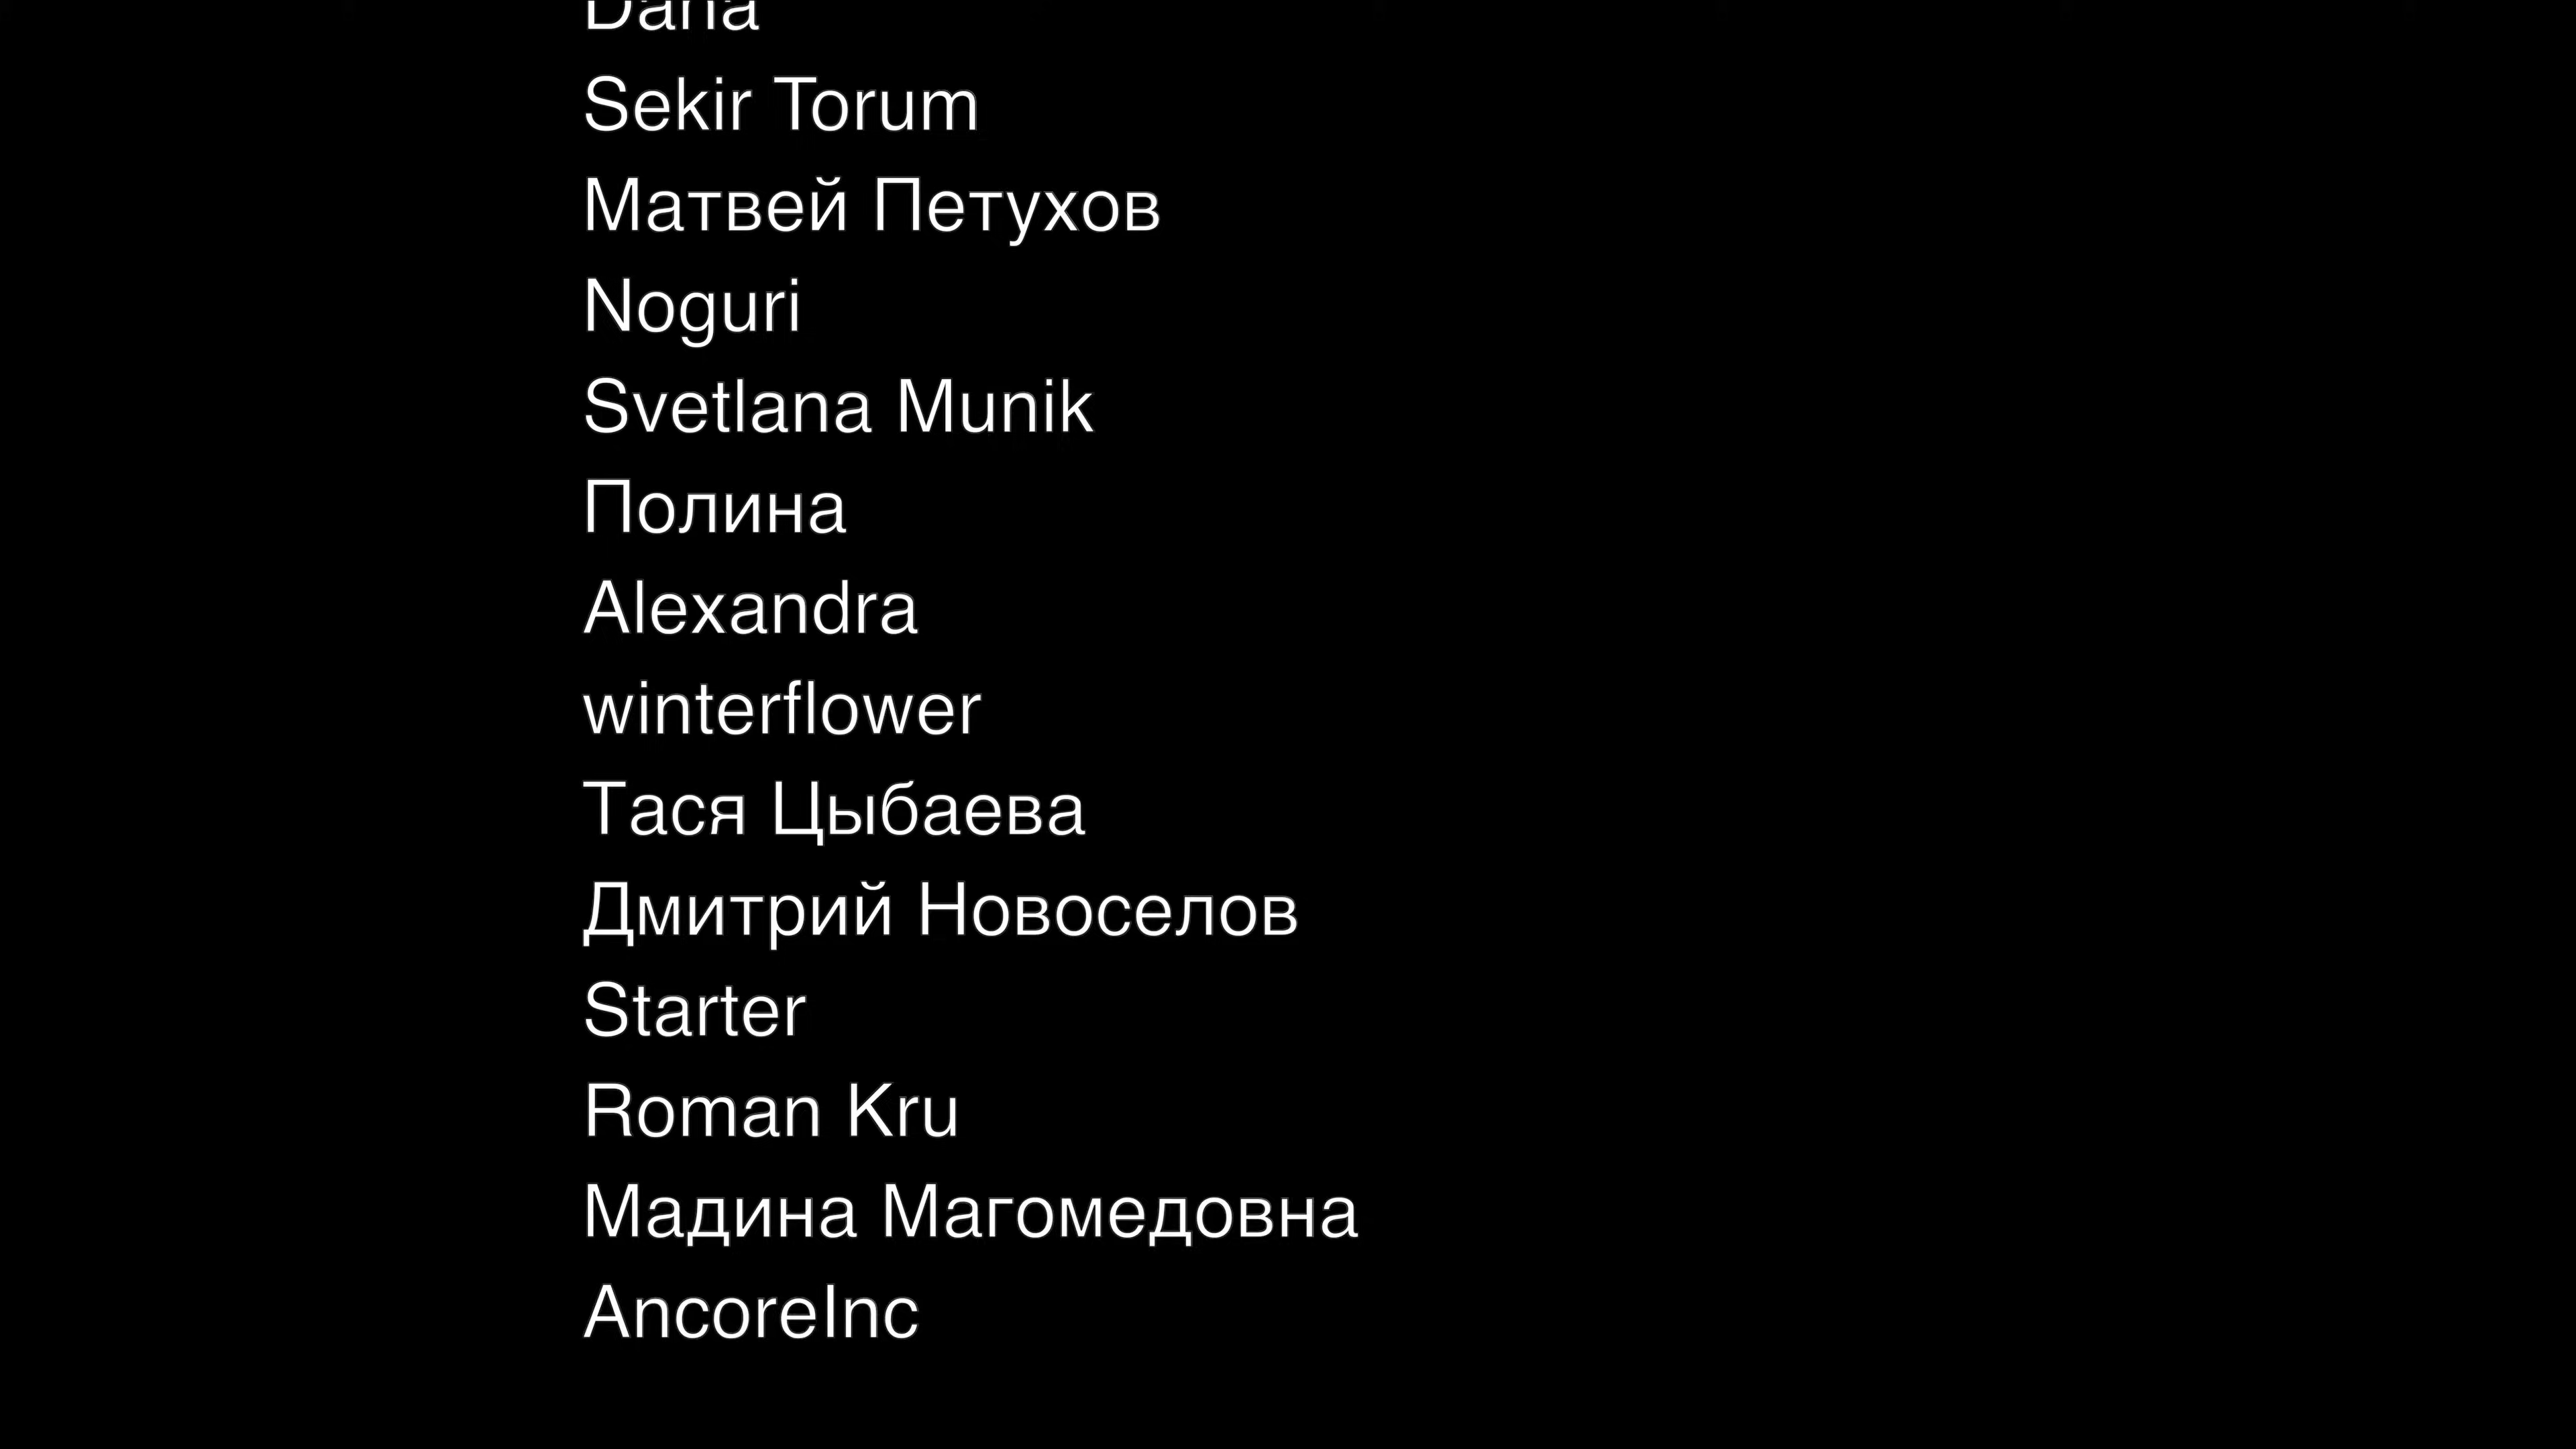 Sekir Torum
Матвей Петухов
Noguri
Svetlana Munik
Полина
Alexandra
winterflower
Тася Цыбаева
Дмитрий Новоселов
Starter
Roman Kru
Мадина Магомедовна
AncoreInc